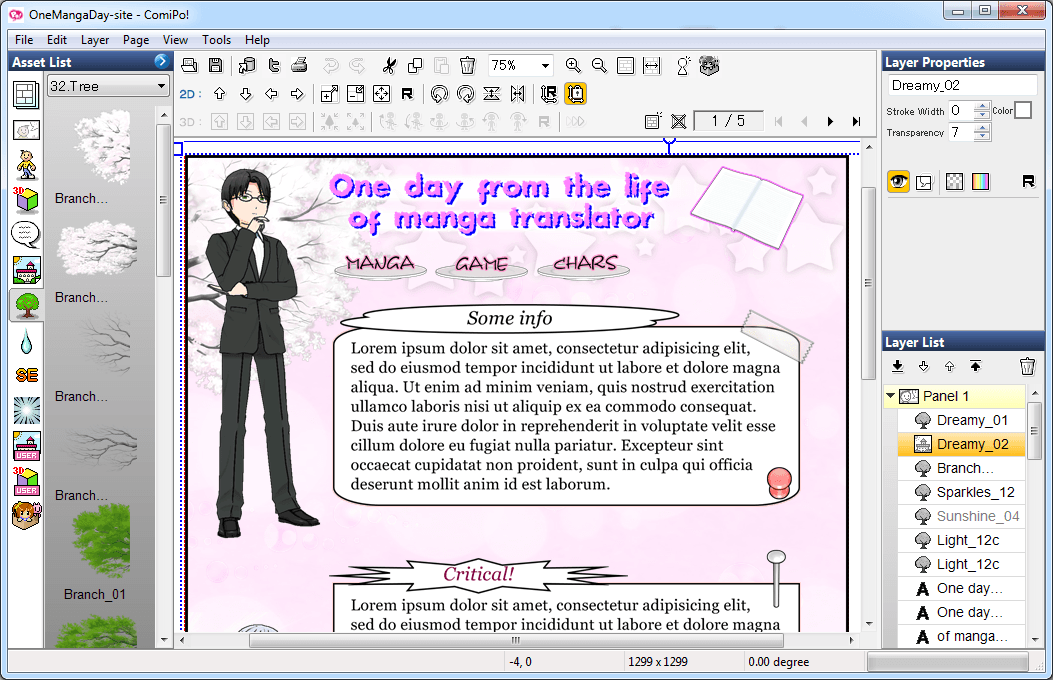 OneMangaDay-site - ComiPo!
File Edit Layer Page View Tools Help
Asset List
32.Tree
Branch...
Branch...
Branch...
Branch...
Branch_01
3D
SE
USER
3D
USER
75%
2D :
3D :
1 / 5
One day from the life
of manga translator
MANGA GAME CHARS
Some info
Lorem ipsum dolor sit amet, consectetur adipisicing elit,
sed do eiusmod tempor incididunt ut labore et dolore magna
aliqua. Ut enim ad minim veniam, quis nostrud exercitation
ullamco laboris nisi ut aliquip ex ea commodo consequat.
Duis aute irure dolor in reprehenderit in voluptate velit esse
cillum dolore eu fugiat nulla pariatur. Excepteur sint
occaecat cupidatat non proident, sunt in culpa qui officia
deserunt mollit anim id est laborum.
Critical!
Lorem ipsum dolor sit amet, consectetur adipisicing elit,
sed do eiusmod tempor incididunt ut labore et dolore magna
Layer Properties
Dreamy_02
Stroke Width 0 Color
Transparency 7
R
Layer List
Panel 1
Dreamy_01
Dreamy_02
Branch...
Sparkles_12
Sunshine_04
Light_12c
Light_12c
A One day...
A One day...
A of manga...
-4, 0
1299 x 1299
0.00 degree